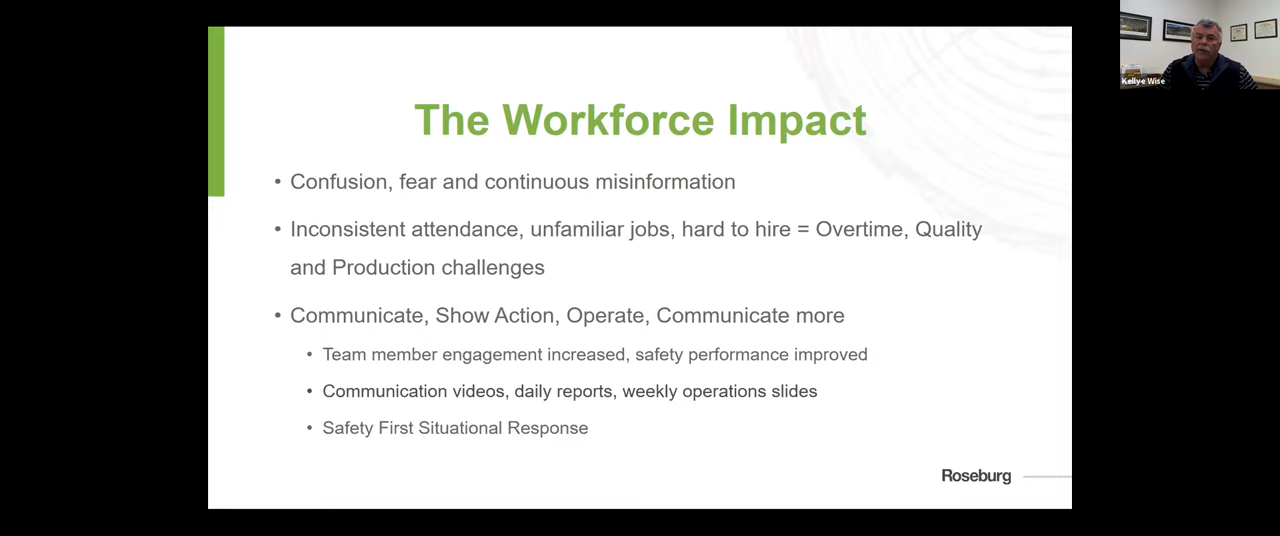 The Workforce Impact
• Confusion, fear and continuous misinformation
• Inconsistent attendance, unfamiliar jobs, hard to hire = Overtime, Quality
and Production challenges
• Communicate, Show Action, Operate, Communicate more
• Team member engagement increased, safety performance improved
• Communication videos, daily reports, weekly operations slides
• Safety First Situational Response
Roseburg
Kellye Wise